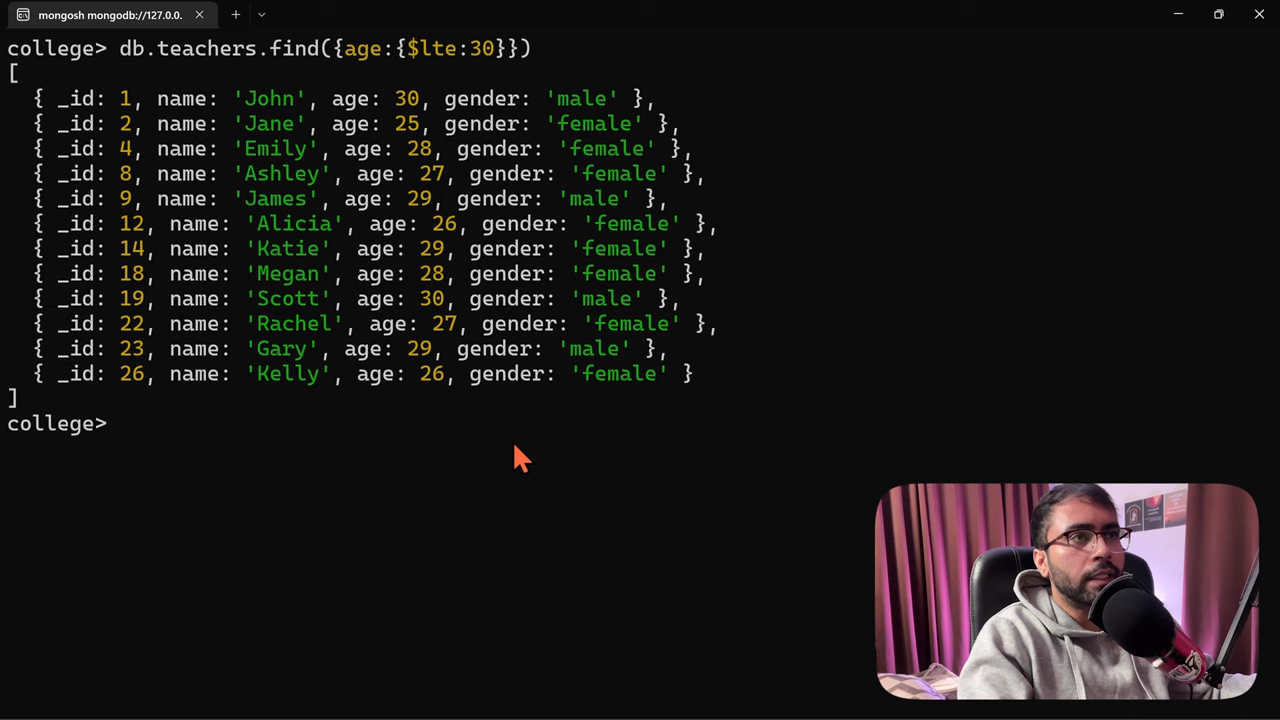 mongosh mongodb://127.0.0.
college> db.teachers.find({age:{$lte:30}})
[
  { _id: 1, name: 'John', age: 30, gender: 'male' },
  { _id: 2, name: 'Jane', age: 25, gender: 'female' },
  { _id: 4, name: 'Emily', age: 28, gender: 'female' },
  { _id: 8, name: 'Ashley', age: 27, gender: 'female' },
  { _id: 9, name: 'James', age: 29, gender: 'male' },
  { _id: 12, name: 'Alicia', age: 26, gender: 'female' },
  { _id: 14, name: 'Katie', age: 29, gender: 'female' },
  { _id: 18, name: 'Megan', age: 28, gender: 'female' },
  { _id: 19, name: 'Scott', age: 30, gender: 'male' },
  { _id: 22, name: 'Rachel', age: 27, gender: 'female' },
  { _id: 23, name: 'Gary', age: 29, gender: 'male' },
  { _id: 26, name: 'Kelly', age: 26, gender: 'female' }
]
college>